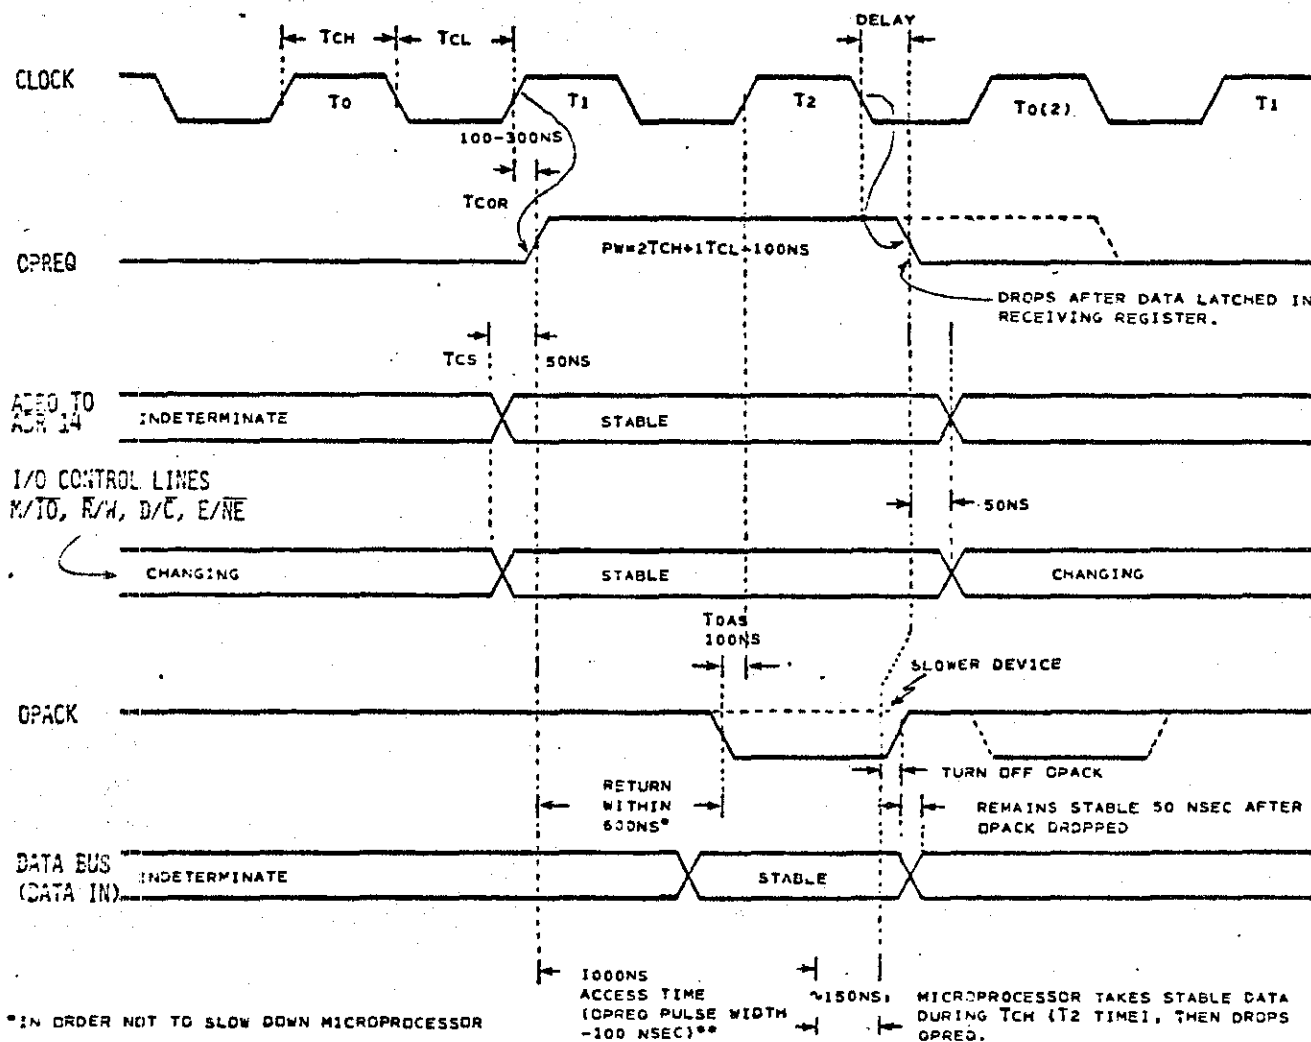 DELAY
TCH
TCL
CLOCK
T0
T1
T2
T0(2)
T1
100-300NS
TCOR
OPREQ
PW=2TCH+1TCL-100NS
DROPS AFTER DATA LATCHED IN
RECEIVING REGISTER.
TCS
50NS
TO
14
INDETERMINATE
STABLE
I/O CONTROL LINES
M/I̅O̅, R̅/W, D/C̅, E/N̅E̅
50NS
CHANGING
STABLE
CHANGING
TOAS
100NS
SLOWER DEVICE
OPACK
TURN OFF OPACK
RETURN
WITHIN
600NS*
REMAINS STABLE 50 NSEC AFTER
OPACK DROPPED
DATA BUS
(DATA IN)
INDETERMINATE
STABLE
1000NS
ACCESS TIME
(OPREQ PULSE WIDTH
-100 NSEC)**
~150NS,
MICROPROCESSOR TAKES STABLE DATA
DURING TCH (T2 TIME), THEN DROPS
OPREQ.
*IN ORDER NOT TO SLOW DOWN MICROPROCESSOR